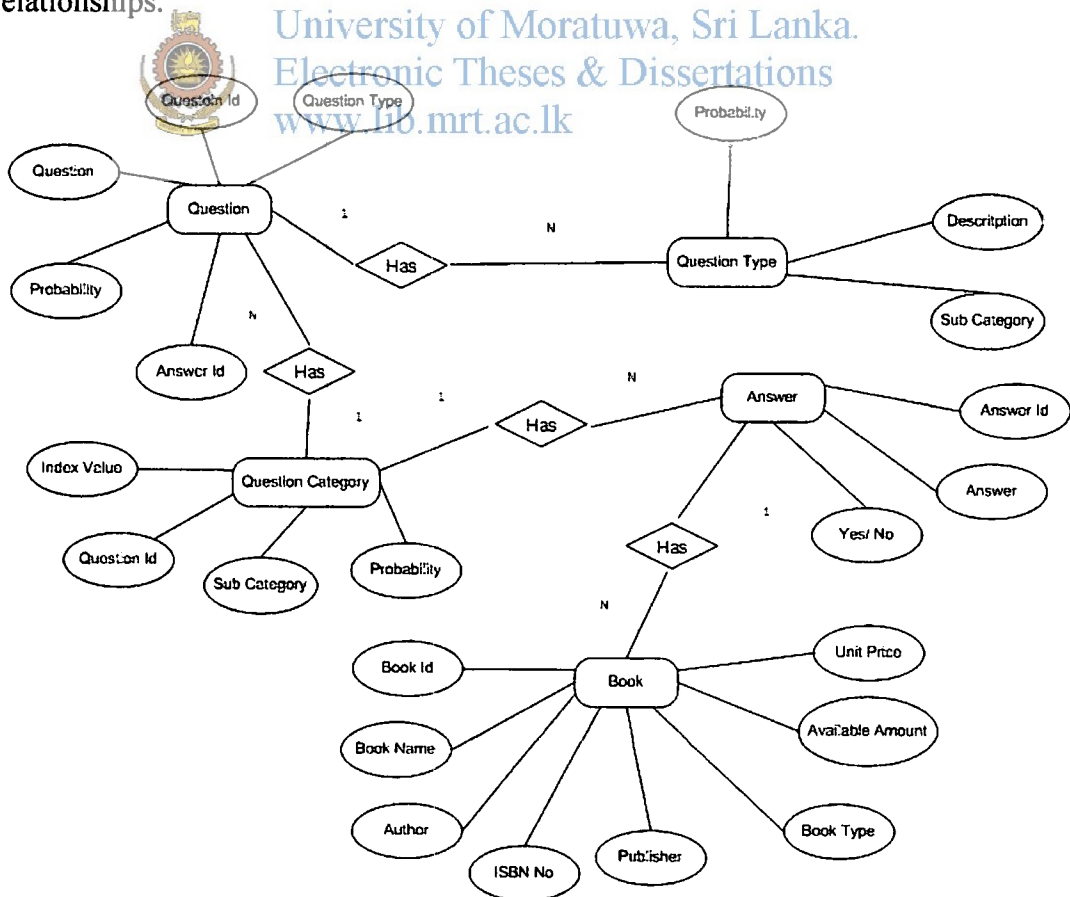 elationships.
University of Moratuwa, Sri Lanka.
Electronic Theses & Dissertations
www.lib.mrt.ac.lk
Questoin Id
Question Type
Probability
Question
Question
1
N
Descritption
Has
Question Type
Probability
Sub Category
N
Answer Id
Has
N
Answer
1
Answer Id
Has
1
Index Value
Question Category
Answer
1
Yes/ No
Has
Question Id
Sub Category
Probability
N
Unit Price
Book Id
Book
Available Amount
Book Name
Author
Book Type
Publisher
ISBN No